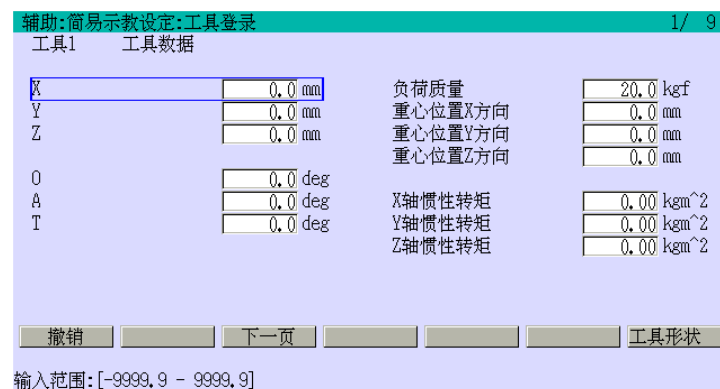 辅助:简易示教设定:工具登录 1/ 9
工具1 工具数据
X 0.0 mm 负荷质量 20.0 kgf
Y 0.0 mm 重心位置X方向 0.0 mm
Z 0.0 mm 重心位置Y方向 0.0 mm
重心位置Z方向 0.0 mm
O 0.0 deg
A 0.0 deg X轴惯性转矩 0.00 kgm^2
T 0.0 deg Y轴惯性转矩 0.00 kgm^2
Z轴惯性转矩 0.00 kgm^2
撤销 下一页 工具形状
输入范围:[-9999.9 - 9999.9]